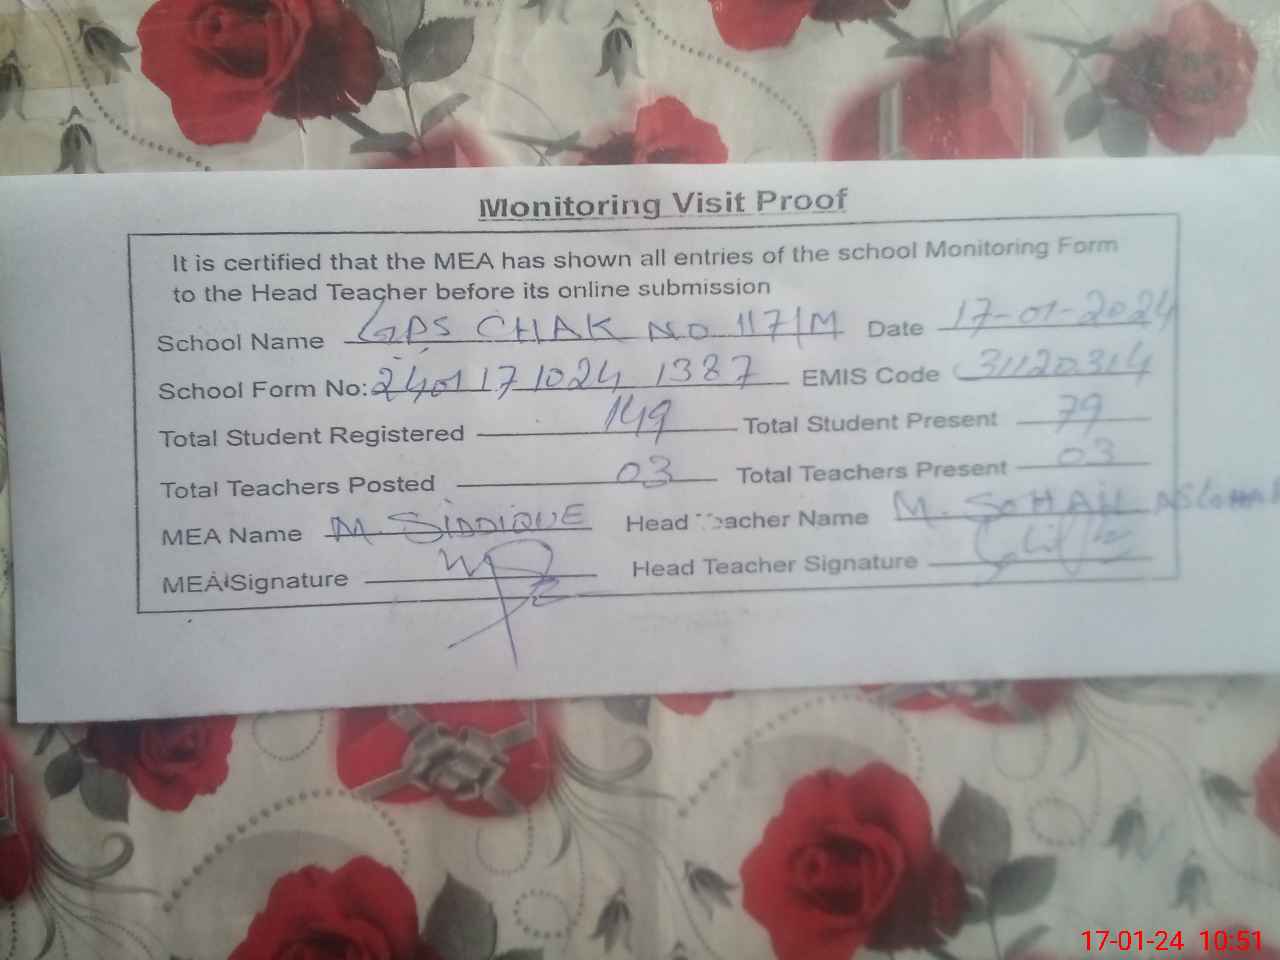 Monitoring Visit Proof
It is certified that the MEA has shown all entries of the school Monitoring Form
to the Head Teacher before its online submission
School Name GPS CHAK NO 117/M Date 17-01-2024
School Form No: 2401171024 1387 EMIS Code 31120314
Total Student Registered 149 Total Student Present 79
Total Teachers Posted 03 Total Teachers Present 03
MEA Name M. SIDDIQUE Head Teacher Name M. SOHAIL ASGHAR
MEA Signature Head Teacher Signature
17-01-24 10:51